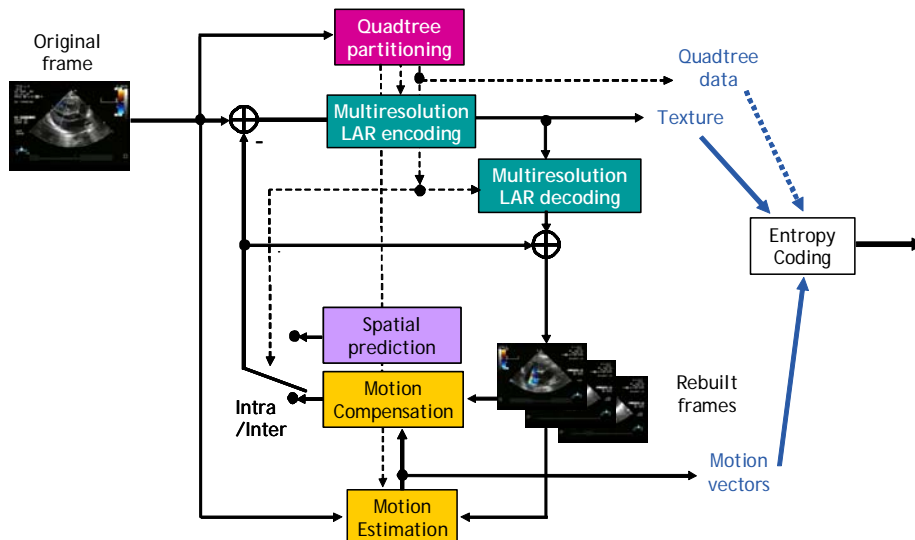 Original
frame
Quadtree
partitioning
Quadtree
data
Multiresolution
LAR encoding
Texture
Multiresolution
LAR decoding
-
Entropy
Coding
Spatial
prediction
Motion
Compensation
Rebuilt
frames
Intra
/Inter
Motion
vectors
Motion
Estimation